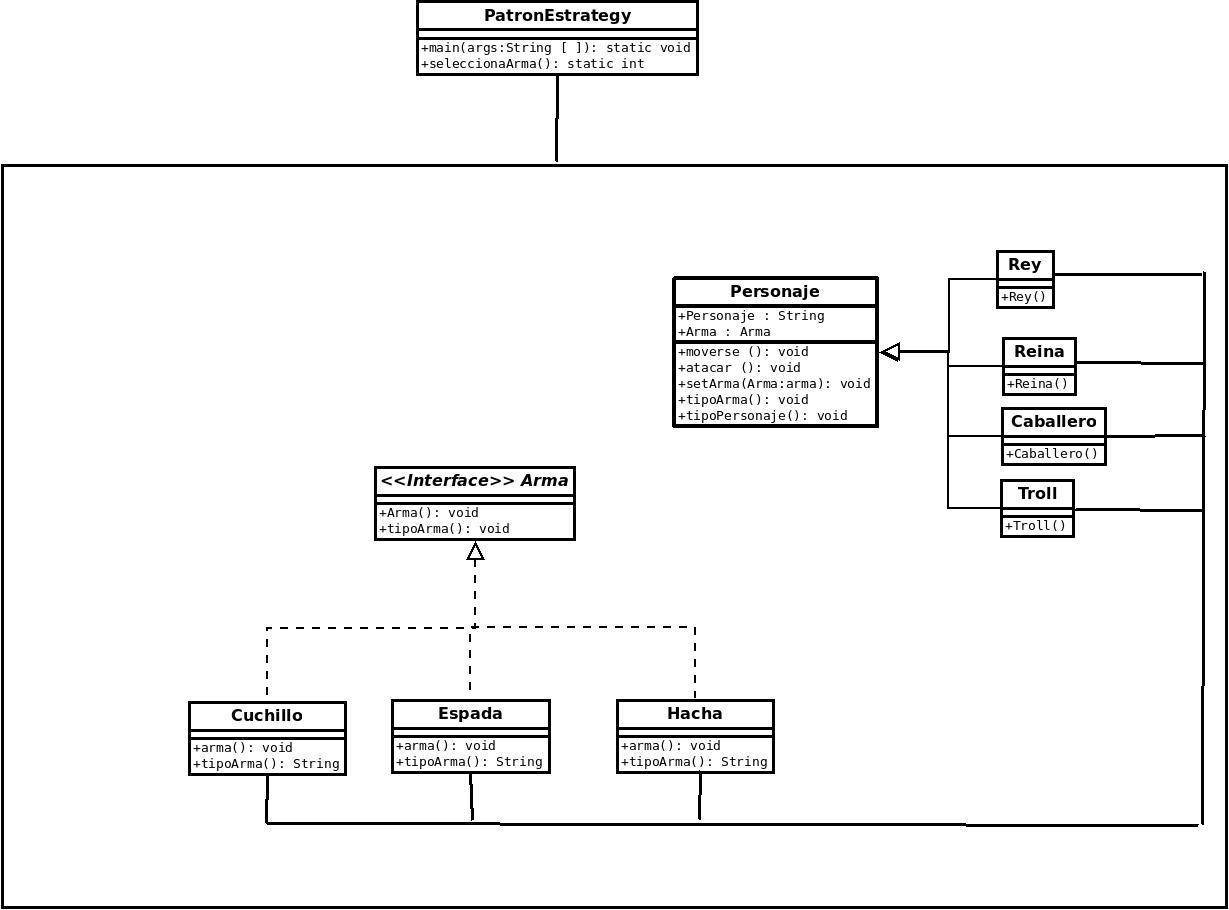 PatronEstrategy
+main(args:String [ ]): static void
+seleccionaArma(): static int
Rey
+Rey()
Personaje
+Personaje : String
+Arma : Arma
+moverse (): void
+atacar (): void
+setArma(Arma:arma): void
+tipoArma(): void
+tipoPersonaje(): void
Reina
+Reina()
Caballero
+Caballero()
Troll
+Troll()
<<Interface>> Arma
+Arma(): void
+tipoArma(): void
Cuchillo
+arma(): void
+tipoArma(): String
Espada
+arma(): void
+tipoArma(): String
Hacha
+arma(): void
+tipoArma(): String